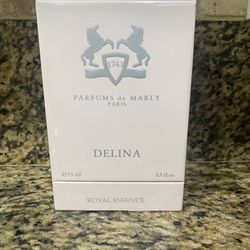 1743
PARFUMS de MARLY
PARIS
DELINA
e 75 ml 2.5 fl oz
ROYAL ESSENCE